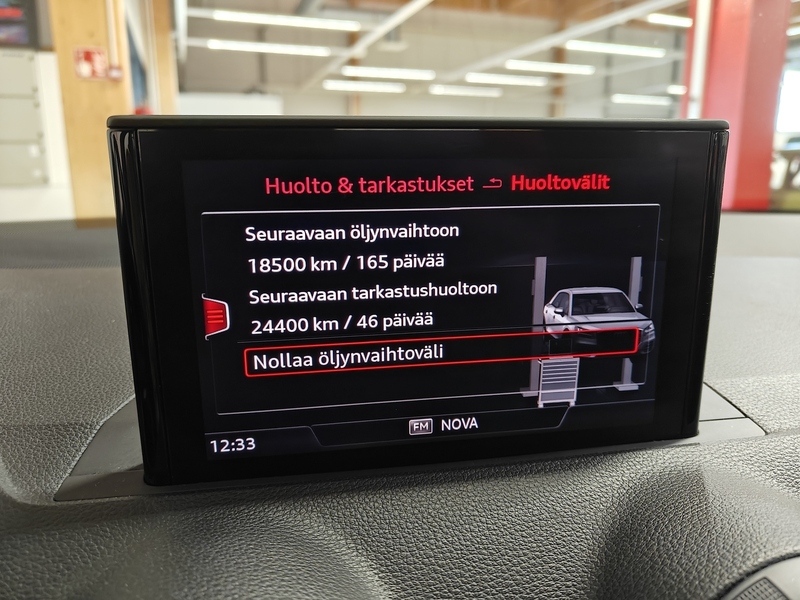 Huolto & tarkastukset Huoltovälit
Seuraavaan öljynvaihtoon
18500 km / 165 päivää
Seuraavaan tarkastushuoltoon
24400 km / 46 päivää
Nollaa öljynvaihtoväli
FM NOVA
12:33